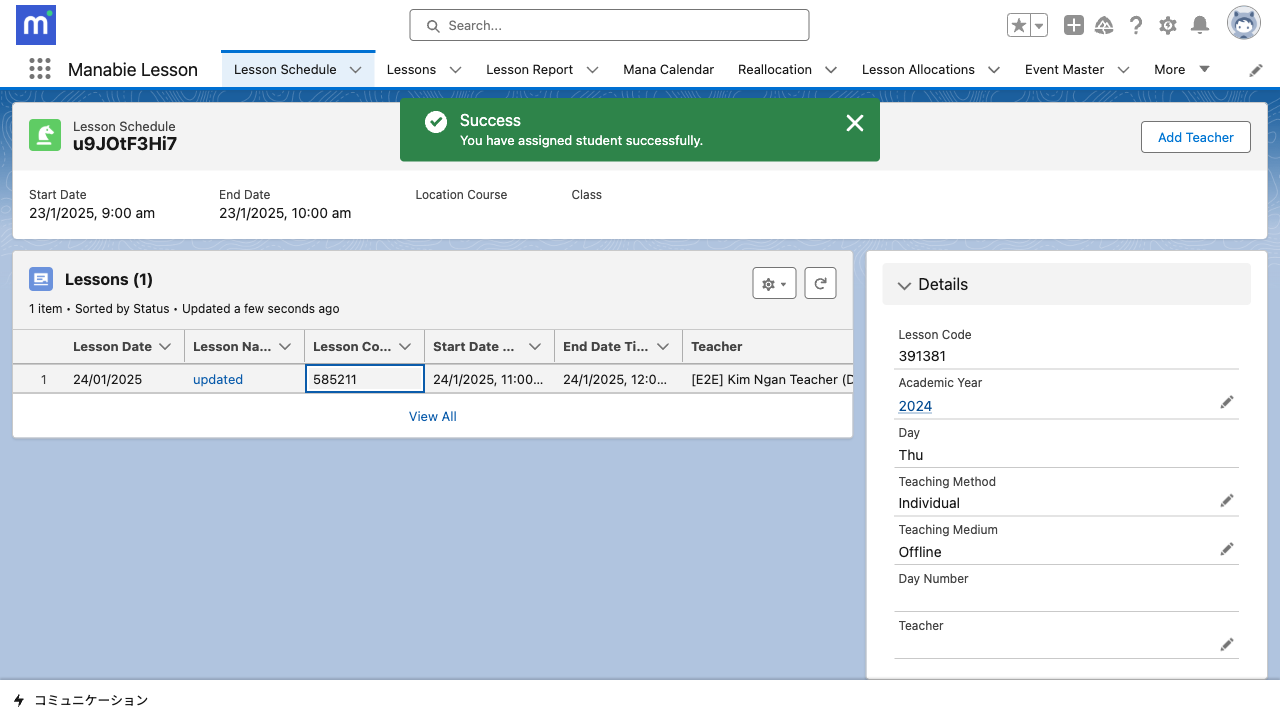 m
Search...
Manabie Lesson
Lesson Schedule
Lessons
Lesson Report
Mana Calendar
Reallocation
Lesson Allocations
Event Master
More
Success
You have assigned student successfully.
Lesson Schedule
u9JOtF3Hi7
Add Teacher
Start Date
End Date
Location Course
Class
23/1/2025, 9:00 am
23/1/2025, 10:00 am
Lessons (1)
1 item • Sorted by Status • Updated a few seconds ago
Lesson Date
Lesson Na...
Lesson Co...
Start Date ...
End Date Ti...
Teacher
1
24/01/2025
updated
585211
24/1/2025, 11:00...
24/1/2025, 12:0...
[E2E] Kim Ngan Teacher (D
View All
Details
Lesson Code
391381
Academic Year
2024
Day
Thu
Teaching Method
Individual
Teaching Medium
Offline
Day Number
Teacher
コミュニケーション